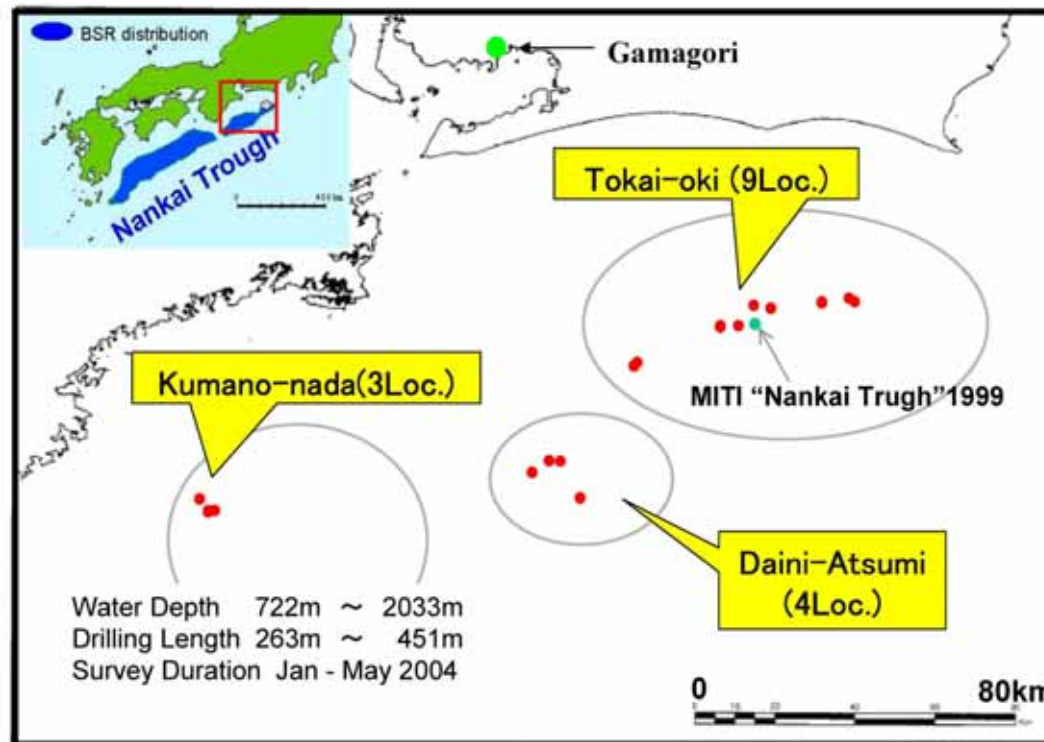 BSR distribution
Nankai Trough
0
Gamagori
Tokai-oki (9Loc.)
MITI “Nankai Trugh”1999
Kumano-nada(3Loc.)
Daini-Atsumi
(4Loc.)
Water Depth 722m ～ 2033m
Drilling Length 263m ～ 451m
Survey Duration Jan - May 2004
0 80km